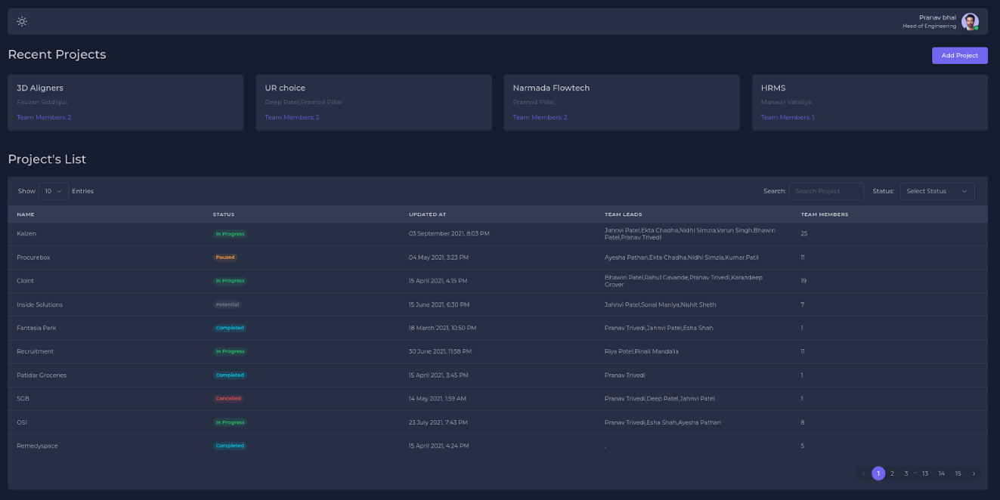 Pranav bhai
Head of Engineering
Recent Projects
Add Project
3D Aligners
Fauzan Siddiqui,
Team Members: 2
UR choice
Deep Patel,Pramod Pillai
Team Members: 5
Narmada Flowtech
Pramod Pillai,
Team Members: 2
HRMS
Mahavir Vataliya,
Team Members: 1
Project's List
Show 10 Entries
Search: Search Project Status: Select Status
NAME STATUS UPDATED AT TEAM LEADS TEAM MEMBERS
Kaizen In Progress 03 September 2021, 8:03 PM Jahnvi Patel,Ekta Chadha,Nidhi Simzia,Varun Singh,Bhawin 25
Patel,Pranav Trivedi
Procurebox Paused 04 May 2021, 3:23 PM Ayesha Pathan,Ekta Chadha,Nidhi Simzia,Kumar,Patil 11
Cloint In Progress 15 April 2021, 4:15 PM Bhawin Patel,Rahul Gavande,Pranav Trivedi,Karandeep 19
Grover
Inside Solutions Potential 15 June 2021, 6:30 PM Jahnvi Patel,Sonal Maniya,Nishit Sheth 7
Fantasia Park Completed 18 March 2021, 10:50 PM Pranav Trivedi,Jahnvi Patel,Esha Shah 1
Recruitment In Progress 30 June 2021, 11:58 PM Riya Patel,Pinali Mandalia 11
Patidar Groceries Completed 15 April 2021, 3:45 PM Pranav Trivedi 1
SGB Cancelled 14 May 2021, 1:59 AM Pranav Trivedi,Deep Patel,Jahnvi Patel 1
OSI In Progress 23 July 2021, 7:43 PM Pranav Trivedi,Esha Shah,Ayesha Pathan 8
Remedyspace Completed 15 April 2021, 4:24 PM , 5
‹ 1 2 3 ... 13 14 15 ›